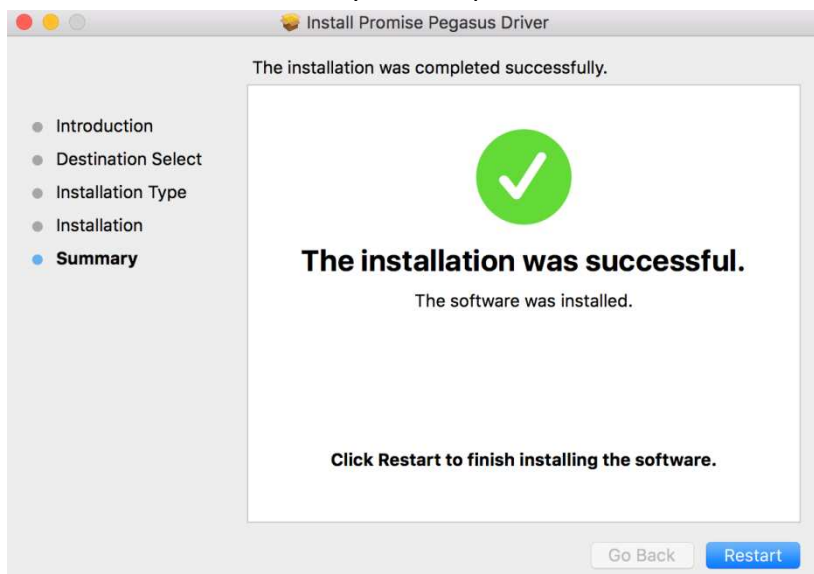 Install Promise Pegasus Driver
The installation was completed successfully.
Introduction
Destination Select
Installation Type
Installation
Summary
The installation was successful.
The software was installed.
Click Restart to finish installing the software.
Go Back
Restart